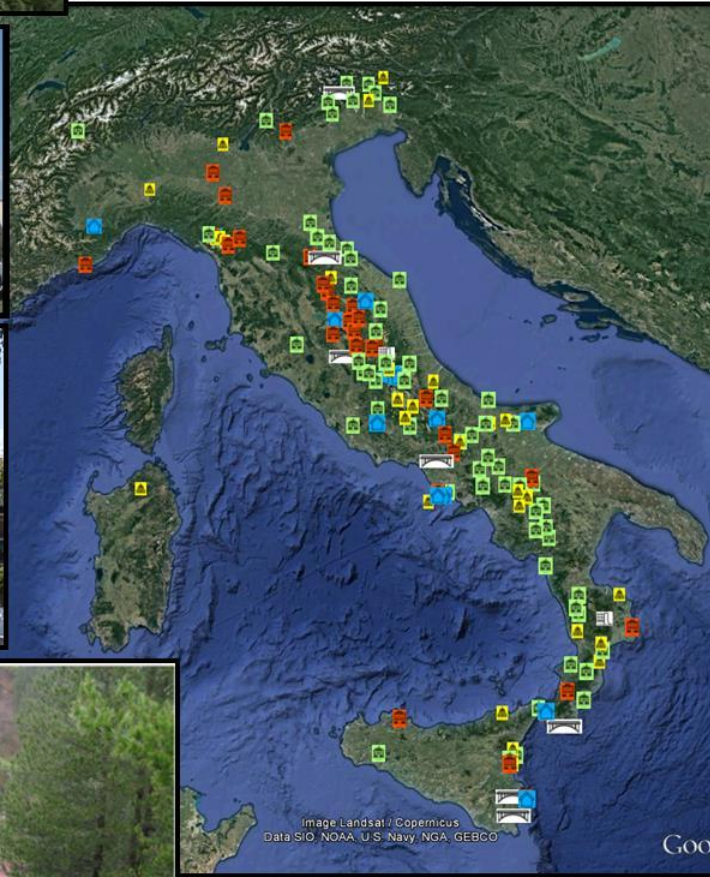 Image Landsat / Copernicus
Data SIO, NOAA, U.S. Navy, NGA, GEBCO
Goo